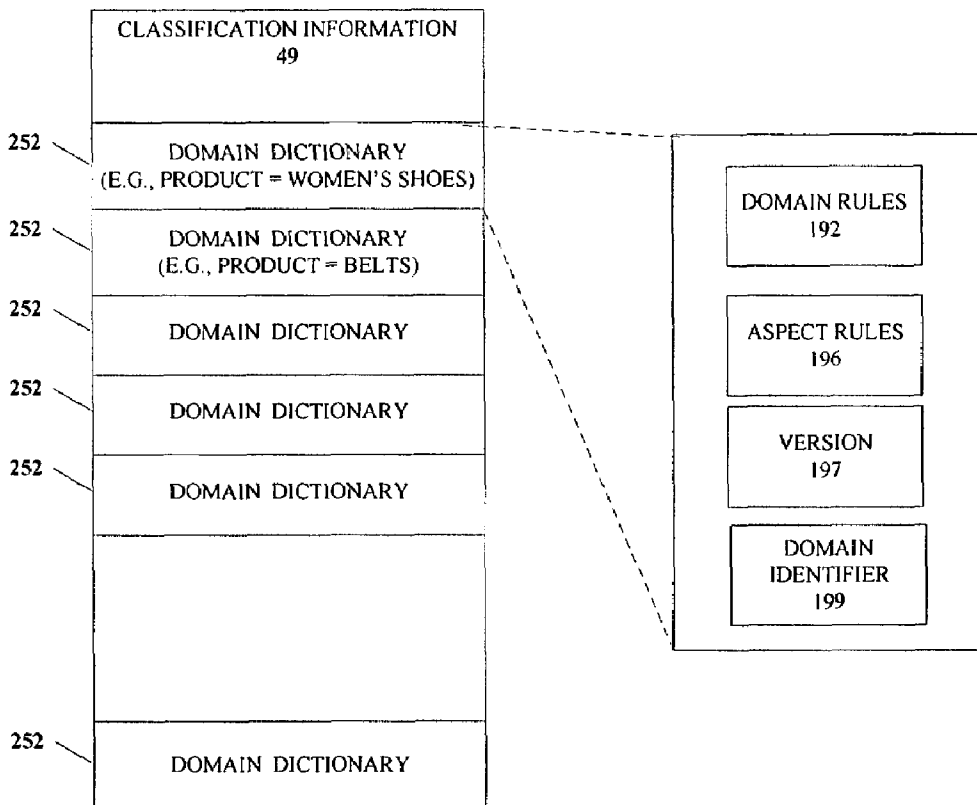 CLASSIFICATION INFORMATION
49
252
DOMAIN DICTIONARY
(E.G., PRODUCT = WOMEN'S SHOES)
252
DOMAIN DICTIONARY
(E.G., PRODUCT = BELTS)
252
DOMAIN DICTIONARY
252
DOMAIN DICTIONARY
252
DOMAIN DICTIONARY
252
DOMAIN DICTIONARY
DOMAIN RULES
192
ASPECT RULES
196
VERSION
197
DOMAIN
IDENTIFIER
199